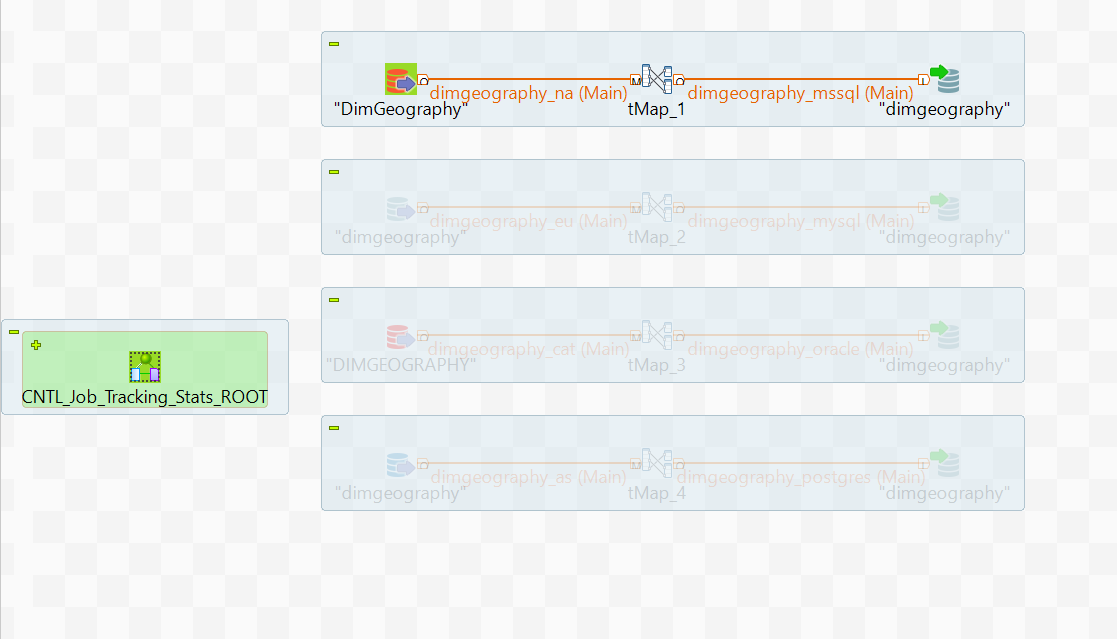 dimgeography_na (Main)
dimgeography_mssql (Main)
"DimGeography"
tMap_1
"dimgeography"
dimgeography_eu (Main)
dimgeography_mysql (Main)
"dimgeography"
tMap_2
"dimgeography"
dimgeography_cat (Main)
dimgeography_oracle (Main)
"DIMGEOGRAPHY"
tMap_3
"dimgeography"
CNTL_Job_Tracking_Stats_ROOT
dimgeography_as (Main)
dimgeography_postgres (Main)
"dimgeography"
tMap_4
"dimgeography"